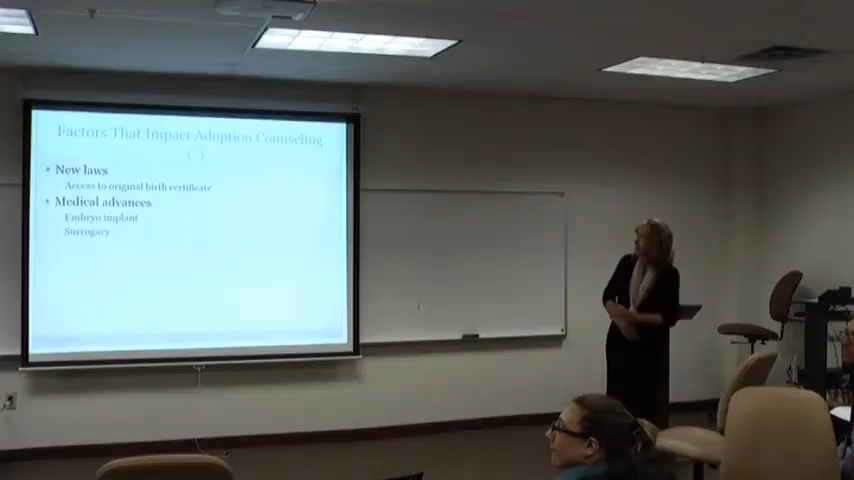 Factors That Impact Adoption Counseling
New laws
Access to original birth certificate
Medical advances
Embryo implant
Surrogacy